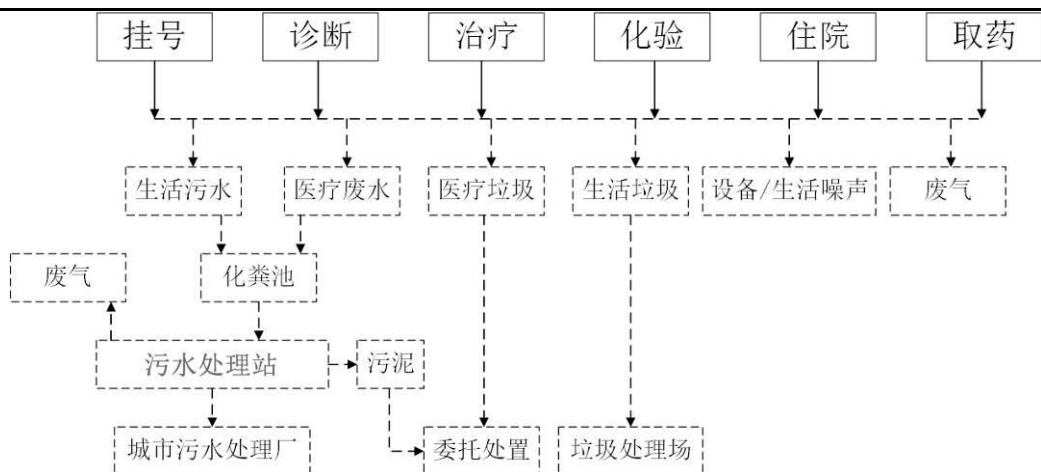 挂号 诊断 治疗 化验 住院 取药
生活污水 医疗废水 医疗垃圾 生活垃圾 设备/生活噪声 废气
废气 化粪池
污水处理站 污泥
城市污水处理厂 委托处置 垃圾处理场